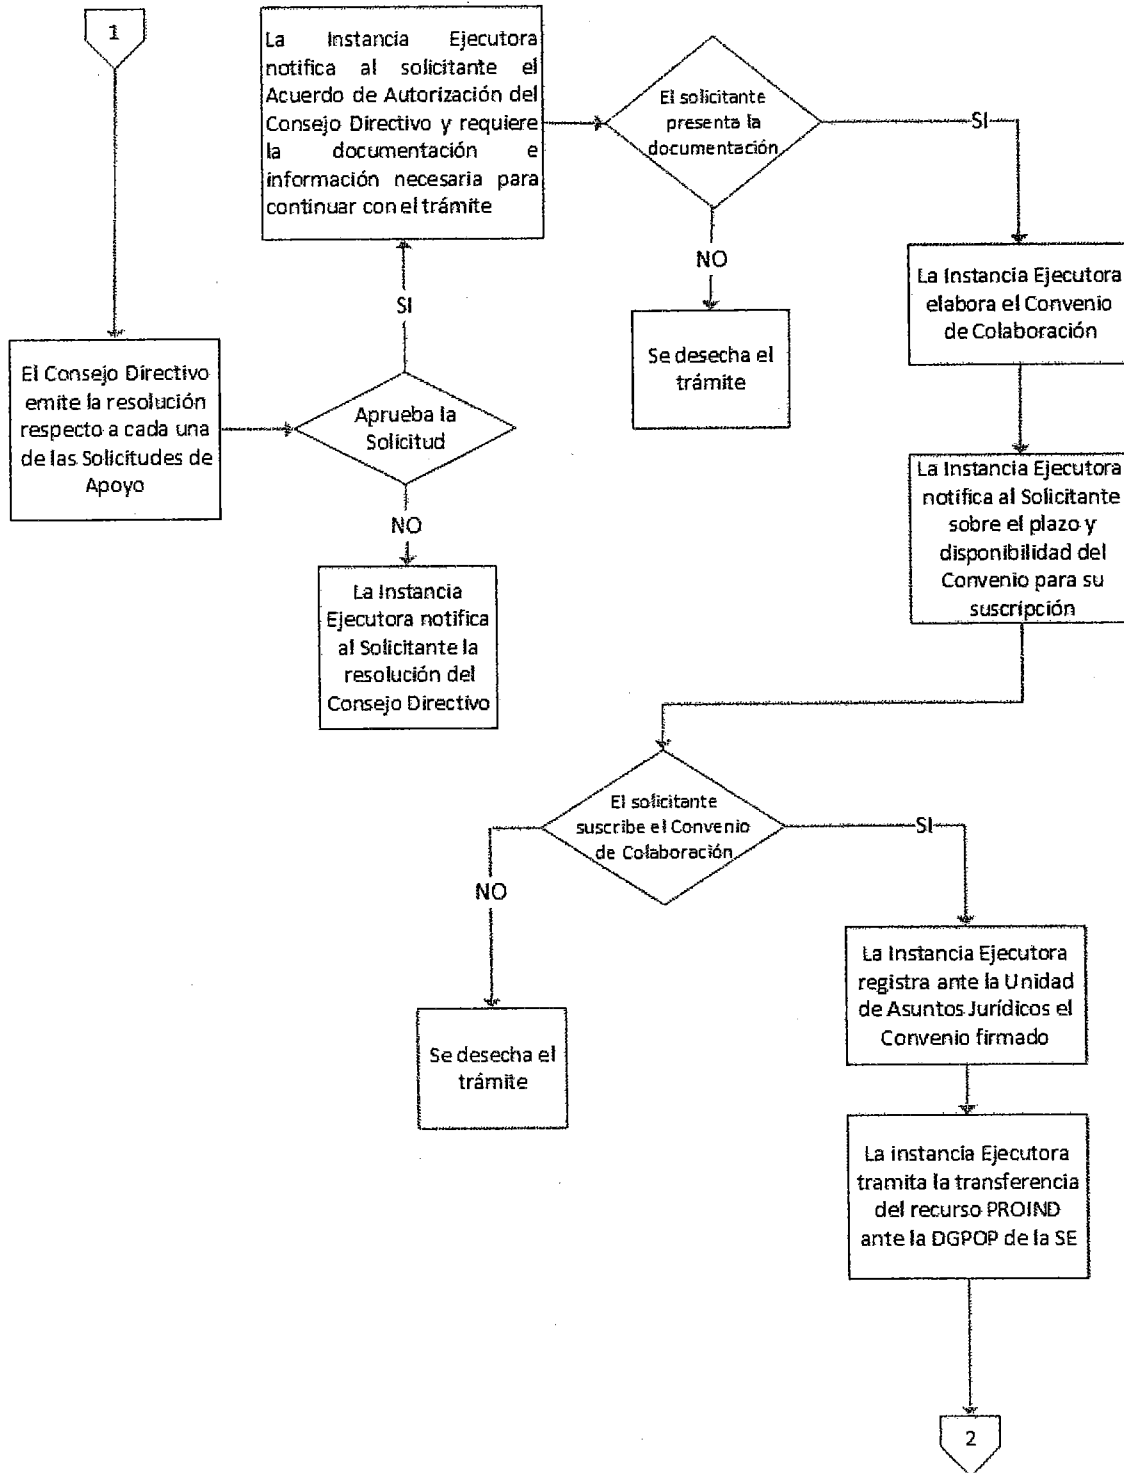 1
El Consejo Directivo
emite la resolución
respecto a cada una
de las Solicitudes de
Apoyo
Aprueba la
Solicitud
SI
La Instancia Ejecutora
notifica al solicitante el
Acuerdo de Autorización del
Consejo Directivo y requiere
la documentación e
información necesaria para
continuar con el trámite
NO
La Instancia
Ejecutora notifica
al Solicitante la
resolución del
Consejo Directivo
El solicitante
presenta la
documentación
NO
Se desecha el
trámite
SI
La Instancia Ejecutora
elabora el Convenio
de Colaboración
La Instancia Ejecutora
notifica al Solicitante
sobre el plazo y
disponibilidad del
Convenio para su
suscripción
El solicitante
suscribe el Convenio
de Colaboración
NO
Se desecha el
trámite
SI
La Instancia Ejecutora
registra ante la Unidad
de Asuntos Jurídicos el
Convenio firmado
La instancia Ejecutora
tramita la transferencia
del recurso PROIND
ante la DGPOP de la SE
2